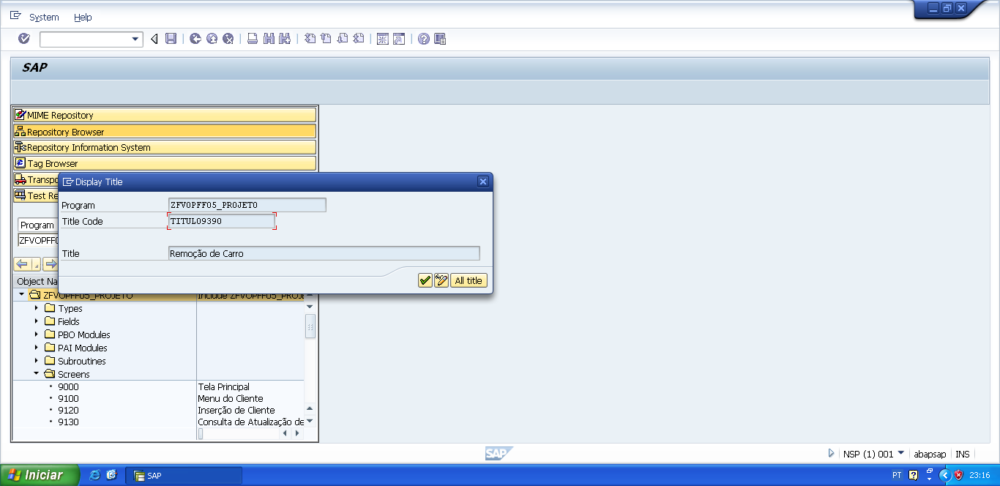 System Help
SAP
MIME Repository
Repository Browser
Repository Information System
Tag Browser
Transpo
Test Re
Display Title
Program ZFVOPFF05_PROJETO
Title Code TITUL09390
Title Remoção de Carro
All title
Program
ZFVOPFF0
Object Na
ZFVOPFF05_PROJETO Include ZFVOPFF05_PROJE
Types
Fields
PBO Modules
PAI Modules
Subroutines
Screens
9000 Tela Principal
9100 Menu do Cliente
9120 Inserção de Cliente
9130 Consulta de Atualização de
SAP
NSP (1) 001 abapsap INS
Iniciar SAP PT 23:16